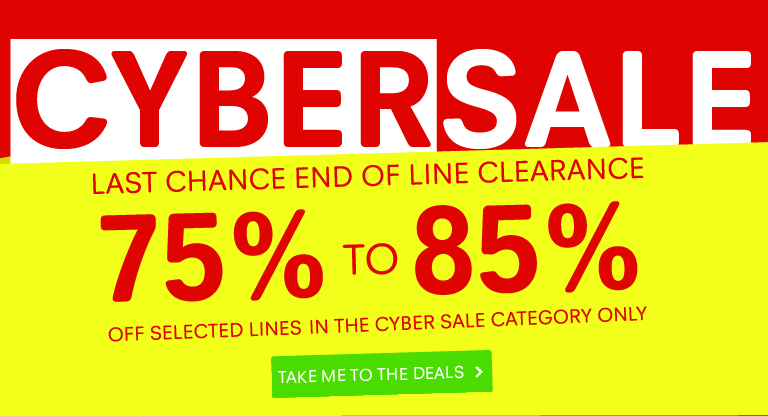 CYBERSALE
LAST CHANCE END OF LINE CLEARANCE
75% TO 85%
OFF SELECTED LINES IN THE CYBER SALE CATEGORY ONLY
TAKE ME TO THE DEALS >